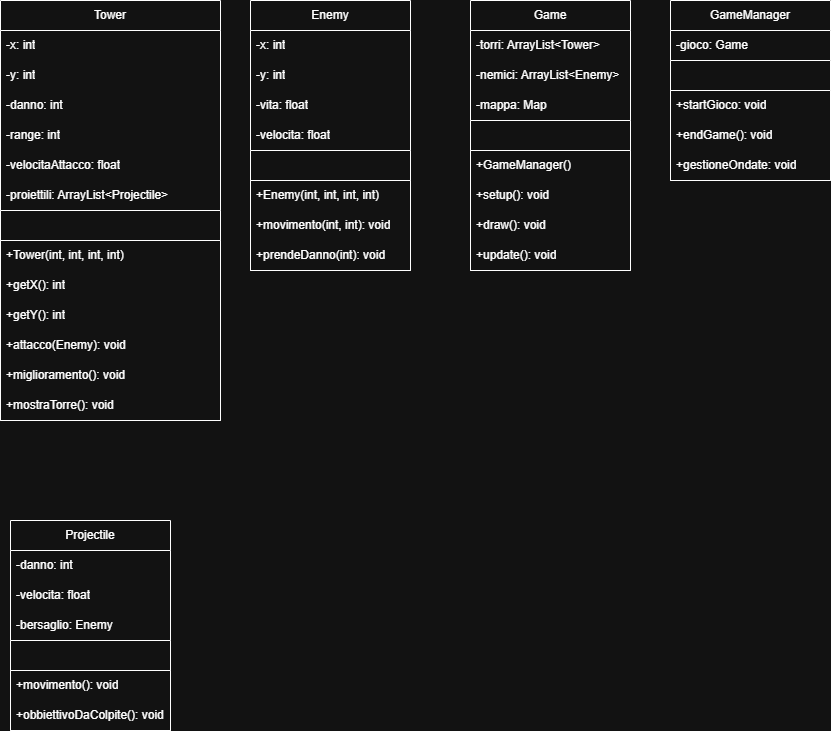 Tower
-x: int
-y: int
-danno: int
-range: int
-velocitaAttacco: float
-proiettili: ArrayList<Projectile>
+Tower(int, int, int, int)
+getX(): int
+getY(): int
+attacco(Enemy): void
+miglioramento(): void
+mostraTorre(): void
Enemy
-x: int
-y: int
-vita: float
-velocita: float
+Enemy(int, int, int, int)
+movimento(int, int): void
+prendeDanno(int): void
Game
-torri: ArrayList<Tower>
-nemici: ArrayList<Enemy>
-mappa: Map
+GameManager()
+setup(): void
+draw(): void
+update(): void
GameManager
-gioco: Game
+startGioco: void
+endGame(): void
+gestioneOndate: void
Projectile
-danno: int
-velocita: float
-bersaglio: Enemy
+movimento(): void
+obbiettivoDaColpite(): void